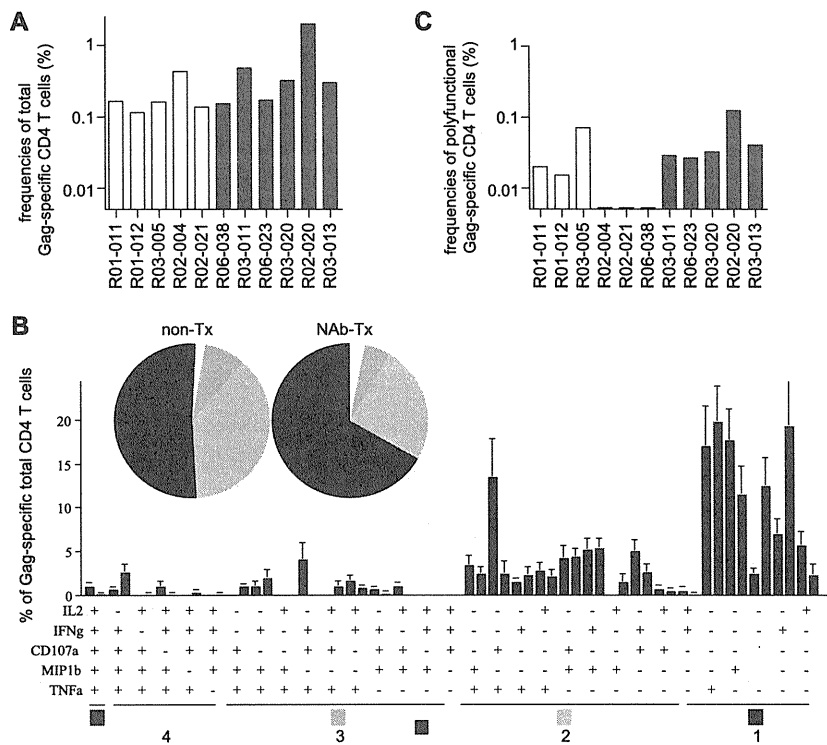 A
frequencies of total
Gag-specific CD4 T cells (%)
1
0.1
0.01
R01-011
R01-012
R03-005
R02-004
R02-021
R06-038
R03-011
R06-023
R03-020
R02-020
R03-013
C
frequencies of polyfunctional
Gag-specific CD4 T cells (%)
1
0.1
0.01
R01-011
R01-012
R03-005
R02-004
R02-021
R06-038
R03-011
R06-023
R03-020
R02-020
R03-013
B
non-Tx
NAb-Tx
% of Gag-specific total CD4 T cells
20
15
10
5
0
IL2 + - + + + + - - + - + + - + + + - - - + - - + - + + - - - - +
IFNg + + - + + + - + - + - + + - + + - - + - - + - + - + - - - + -
CD107a + + + - + + + - - + + - + + - + - + - - + - - + + - - - + - -
MIP1b + + + + - + + + + - - - + + + - + - - - + + + - - - - + - - -
TNFa + + + + + - + + + + + + - - - - + + + + - - - - - - + - - - -
4 3 2 1